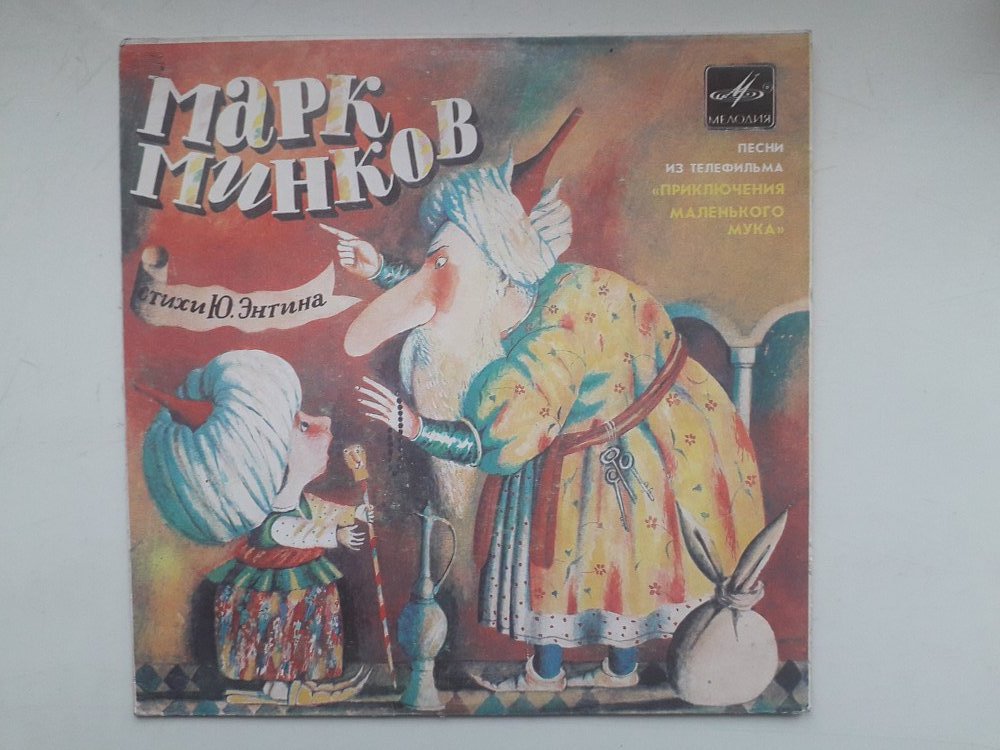 Марк
Минков
МЕЛОДИЯ
ПЕСНИ
ИЗ ТЕЛЕФИЛЬМА
«ПРИКЛЮЧЕНИЯ
МАЛЕНЬКОГО
МУКА»
стихи Ю. Энтина